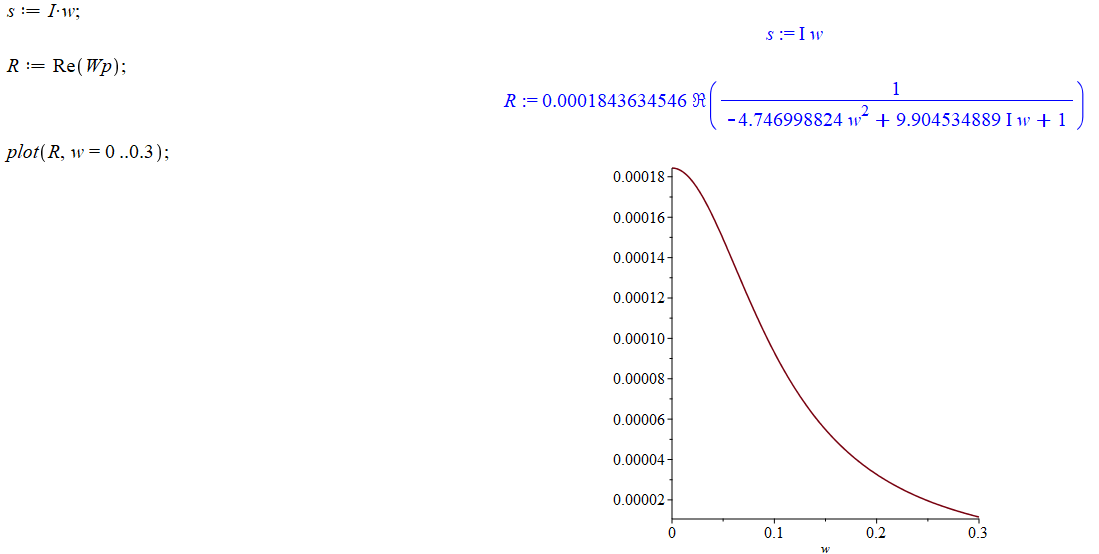 s := I·w;
s := I w
R := Re(Wp);
R := 0.0001843634546 ℜ(1/(-4.746998824 w² + 9.904534889 I w + 1))
plot(R, w = 0 ..0.3);
0.00018
0.00016
0.00014
0.00012
0.00010
0.00008
0.00006
0.00004
0.00002
0 0.1 0.2 0.3
w